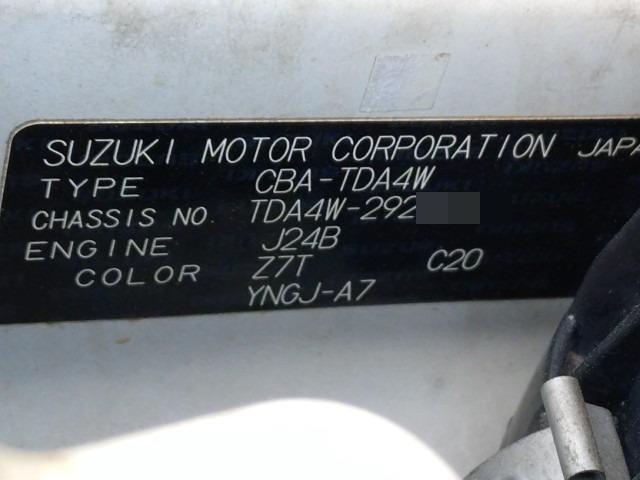 SUZUKI MOTOR CORPORATION JAPA
TYPE CBA-TDA4W
CHASSIS NO. TDA4W-292
ENGINE J24B
COLOR Z7T C20
YNGJ-A7